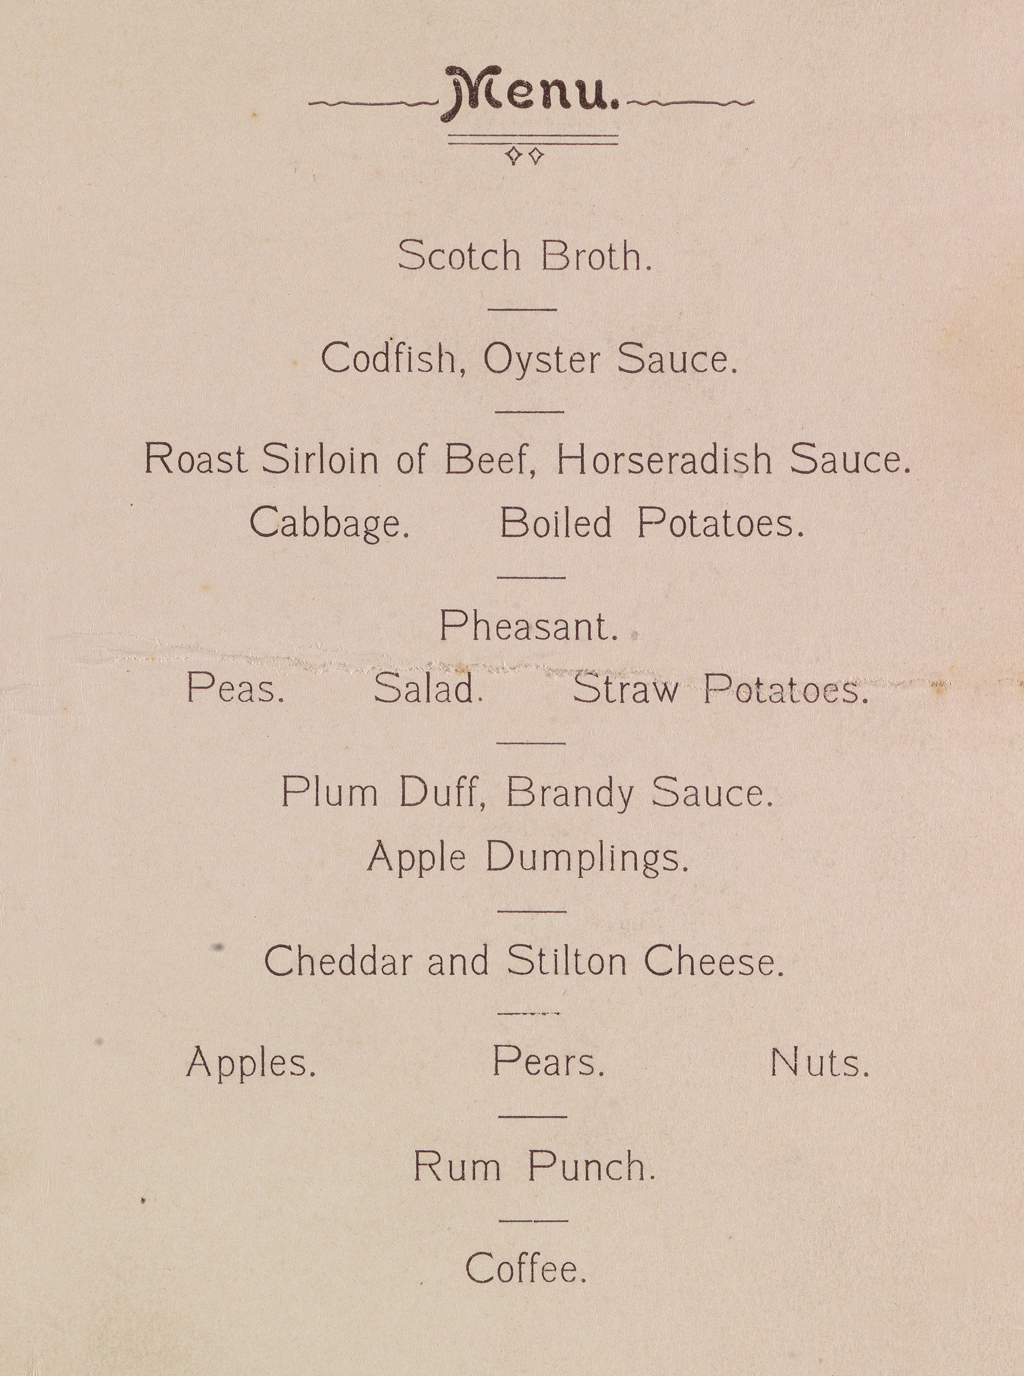 Menu.
Scotch Broth.
Codfish, Oyster Sauce.
Roast Sirloin of Beef, Horseradish Sauce.
Cabbage. Boiled Potatoes.
Pheasant.
Peas. Salad. Straw Potatoes.
Plum Duff, Brandy Sauce.
Apple Dumplings.
Cheddar and Stilton Cheese.
Apples. Pears. Nuts.
Rum Punch.
Coffee.